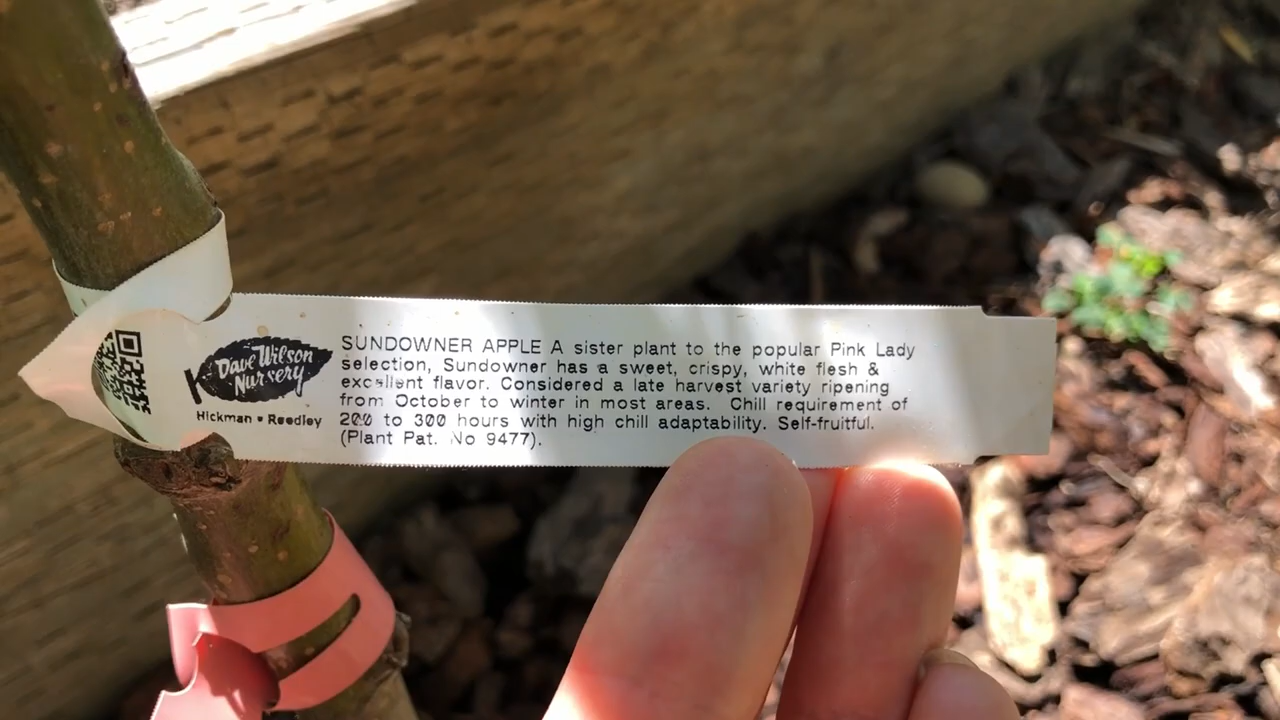 Dave Wilson
Nursery
Hickman • Reedley
SUNDOWNER APPLE A sister plant to the popular Pink Lady
selection, Sundowner has a sweet, crispy, white flesh &
excellent flavor. Considered a late harvest variety ripening
from October to winter in most areas. Chill requirement of
200 to 300 hours with high chill adaptability. Self-fruitful.
(Plant Pat. No 9477).